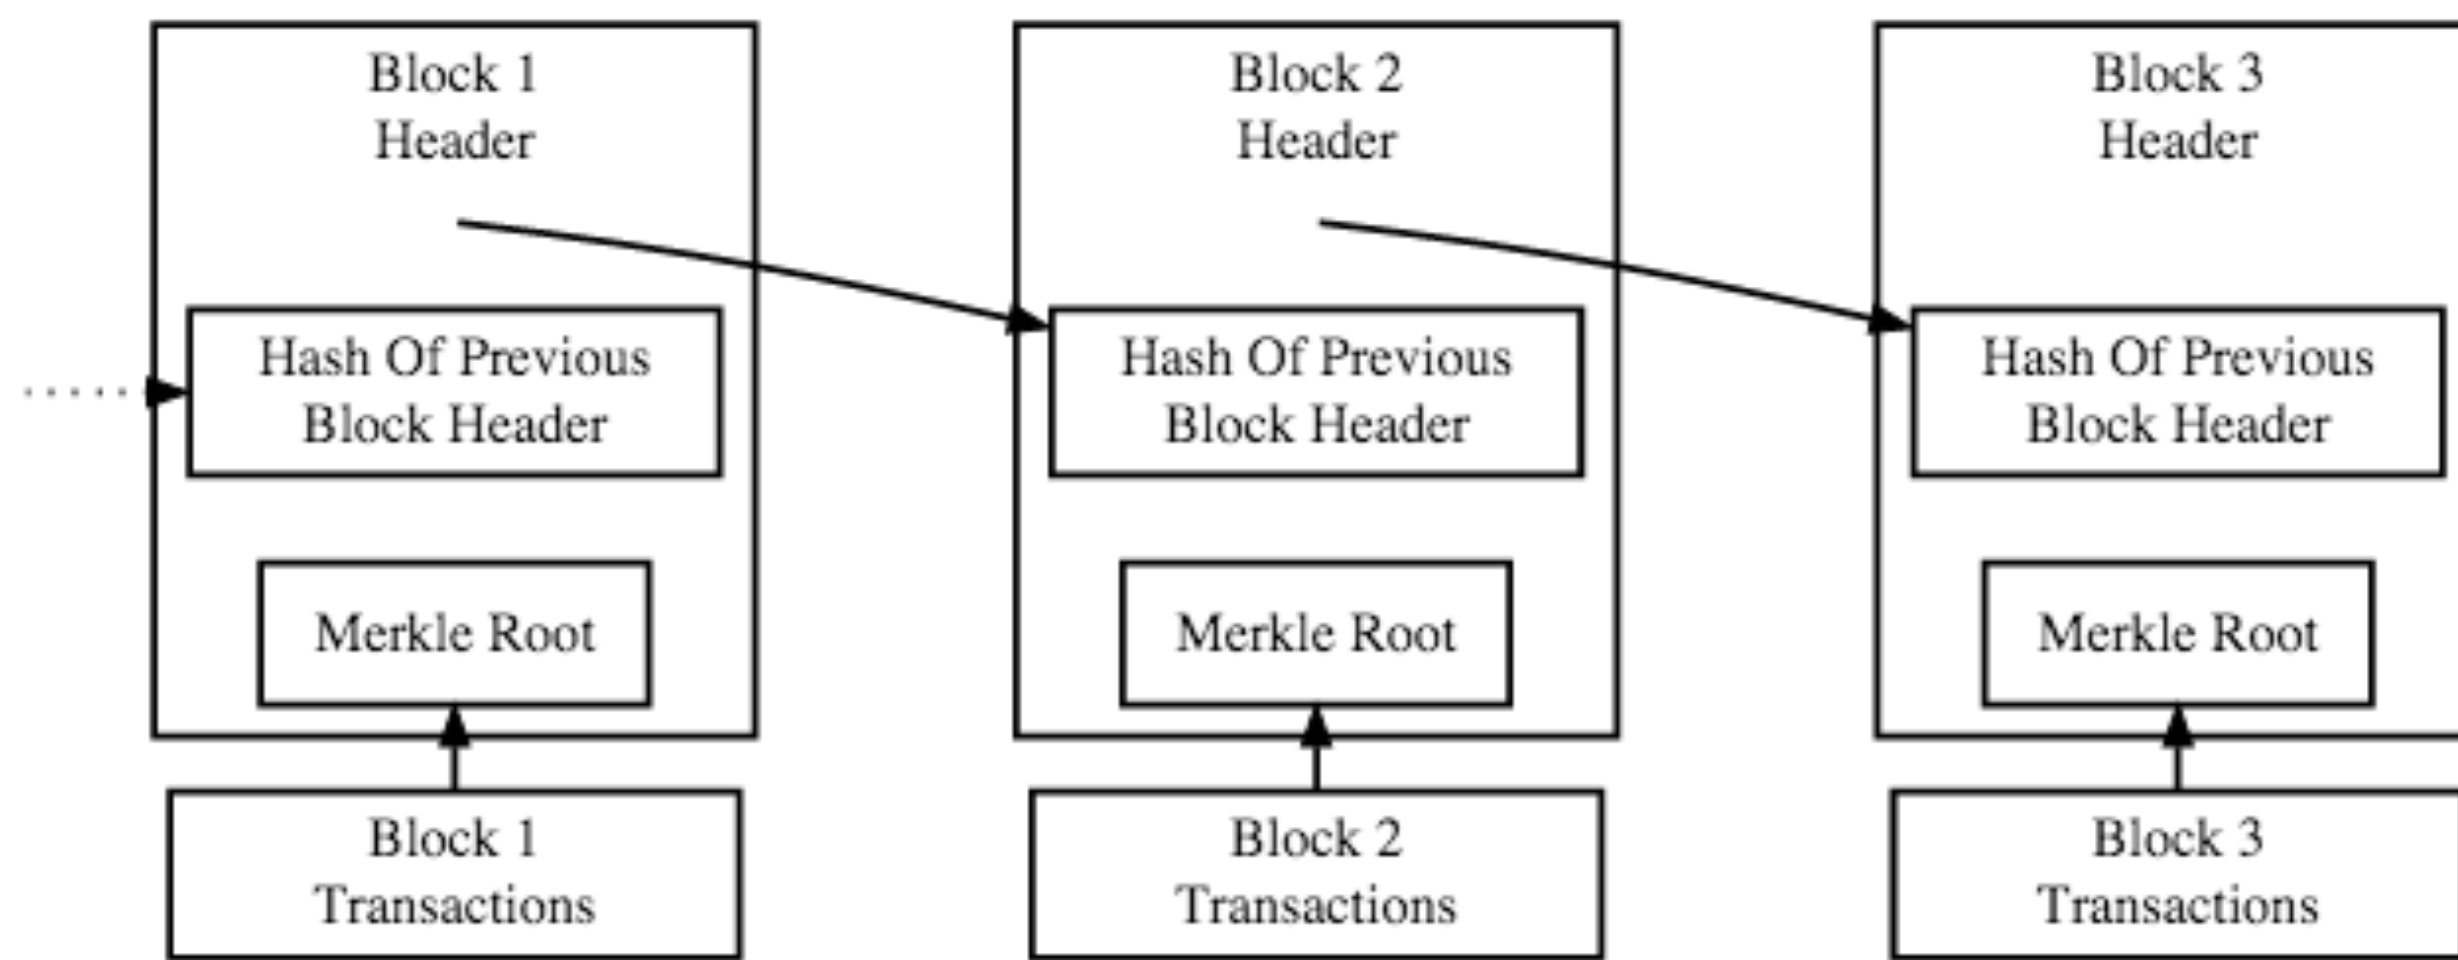 Block 1
Header
Hash Of Previous
Block Header
Merkle Root
Block 1
Transactions
Block 2
Header
Hash Of Previous
Block Header
Merkle Root
Block 2
Transactions
Block 3
Header
Hash Of Previous
Block Header
Merkle Root
Block 3
Transactions